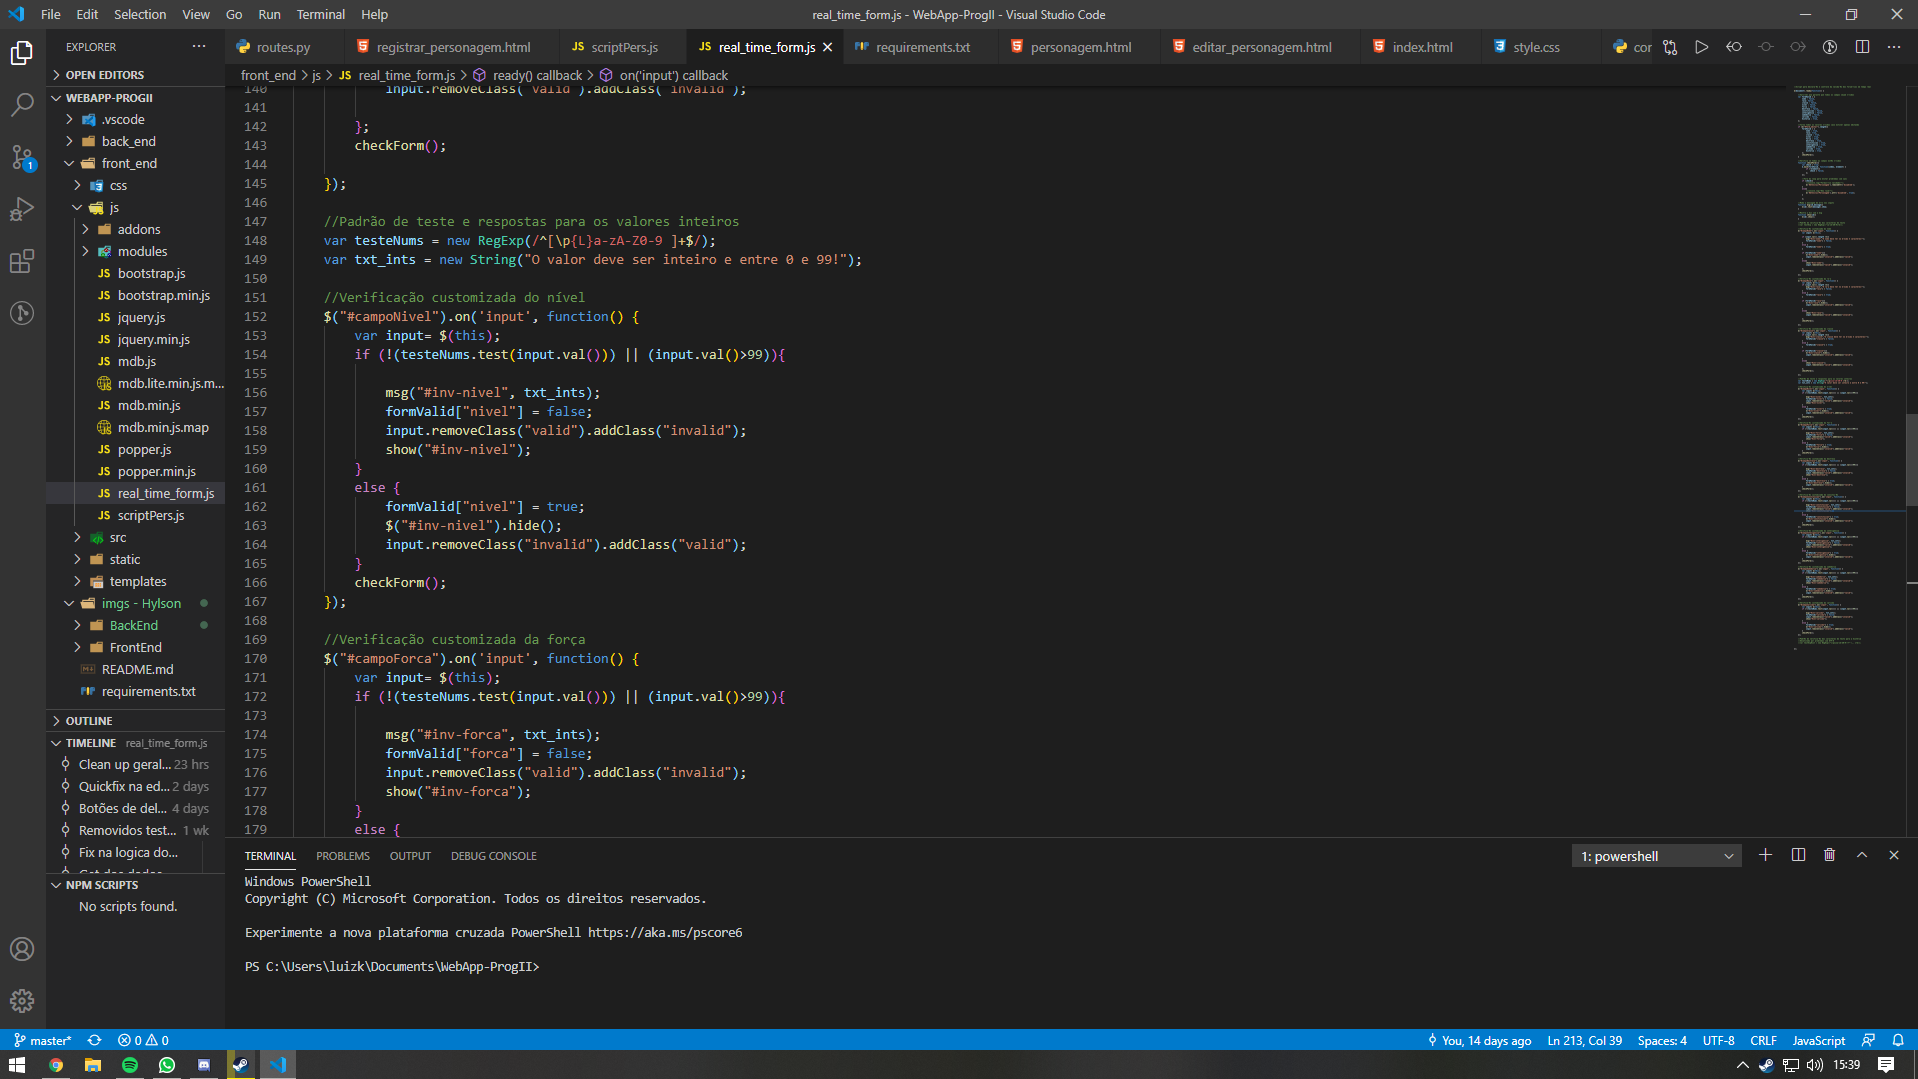 File Edit Selection View Go Run Terminal Help
real_time_form.js - WebApp-ProgII - Visual Studio Code
EXPLORER
routes.py registrar_personagem.html scriptPers.js real_time_form.js requirements.txt personagem.html editar_personagem.html index.html style.css cor
front_end > js > JS real_time_form.js > ready() callback > on('input') callback
OPEN EDITORS
WEBAPP-PROGII
.vscode
back_end
front_end
css
js
addons
modules
JS bootstrap.js
JS bootstrap.min.js
JS jquery.js
JS jquery.min.js
JS mdb.js
mdb.lite.min.js.m...
JS mdb.min.js
mdb.min.js.map
JS popper.js
JS popper.min.js
JS real_time_form.js
JS scriptPers.js
src
static
templates
imgs - Hylson
BackEnd
FrontEnd
README.md
requirements.txt
OUTLINE
TIMELINE real_time_form.js
Clean up geral... 23 hrs
Quickfix na ed... 2 days
Botões de del... 4 days
Removidos test... 1 wk
Fix na logica do...
NPM SCRIPTS
No scripts found.
140 input.removeClass("valid").addClass("invalid");
141
142 };
143 checkForm();
144
145 });
146
147 //Padrão de teste e respostas para os valores inteiros
148 var testeNums = new RegExp(/^[\p{L}a-zA-Z0-9 ]+$/);
149 var txt_ints = new String("O valor deve ser inteiro e entre 0 e 99!");
150
151 //Verificação customizada do nível
152 $("#campoNivel").on('input', function() {
153 var input= $(this);
154 if (!(testeNums.test(input.val())) || (input.val()>99)){
155
156 msg("#inv-nivel", txt_ints);
157 formValid["nivel"] = false;
158 input.removeClass("valid").addClass("invalid");
159 show("#inv-nivel");
160 }
161 else {
162 formValid["nivel"] = true;
163 $("#inv-nivel").hide();
164 input.removeClass("invalid").addClass("valid");
165 }
166 checkForm();
167 });
168
169 //Verificação customizada da força
170 $("#campoForca").on('input', function() {
171 var input= $(this);
172 if (!(testeNums.test(input.val())) || (input.val()>99)){
173
174 msg("#inv-forca", txt_ints);
175 formValid["forca"] = false;
176 input.removeClass("valid").addClass("invalid");
177 show("#inv-forca");
178 }
179 else {
TERMINAL PROBLEMS OUTPUT DEBUG CONSOLE
1: powershell
Windows PowerShell
Copyright (C) Microsoft Corporation. Todos os direitos reservados.
Experimente a nova plataforma cruzada PowerShell https://aka.ms/pscore6
PS C:\Users\luizk\Documents\WebApp-ProgII>
master* 0 0
You, 14 days ago Ln 213, Col 39 Spaces: 4 UTF-8 CRLF JavaScript
15:39